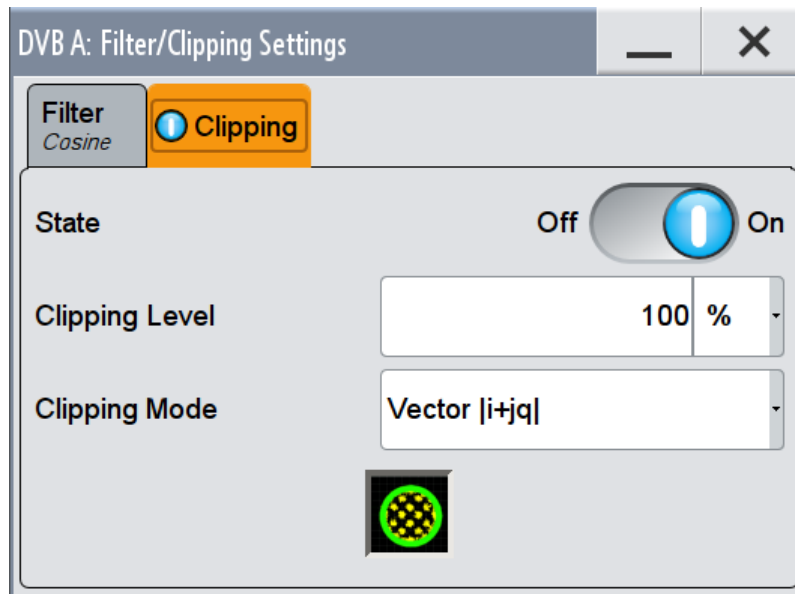 DVB A: Filter/Clipping Settings
Filter
Cosine
Clipping
State
Off
On
Clipping Level
100 %
Clipping Mode
Vector |i+jq|